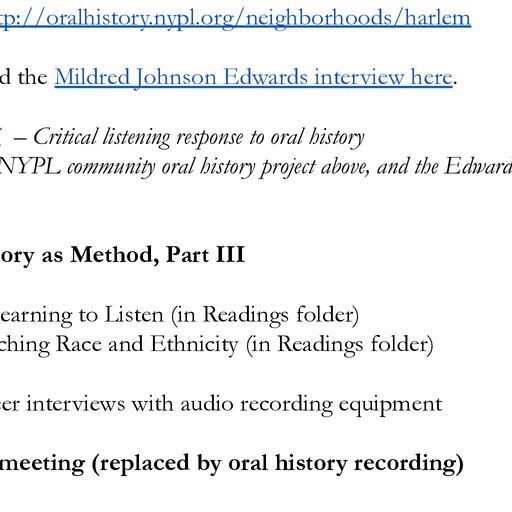 tp://oralhistory.nypl.org/neighborhoods/harlem
d the Mildred Johnson Edwards interview here.
– Critical listening response to oral history
NYPL community oral history project above, and the Edward
ory as Method, Part III
earning to Listen (in Readings folder)
ching Race and Ethnicity (in Readings folder)
er interviews with audio recording equipment
meeting (replaced by oral history recording)